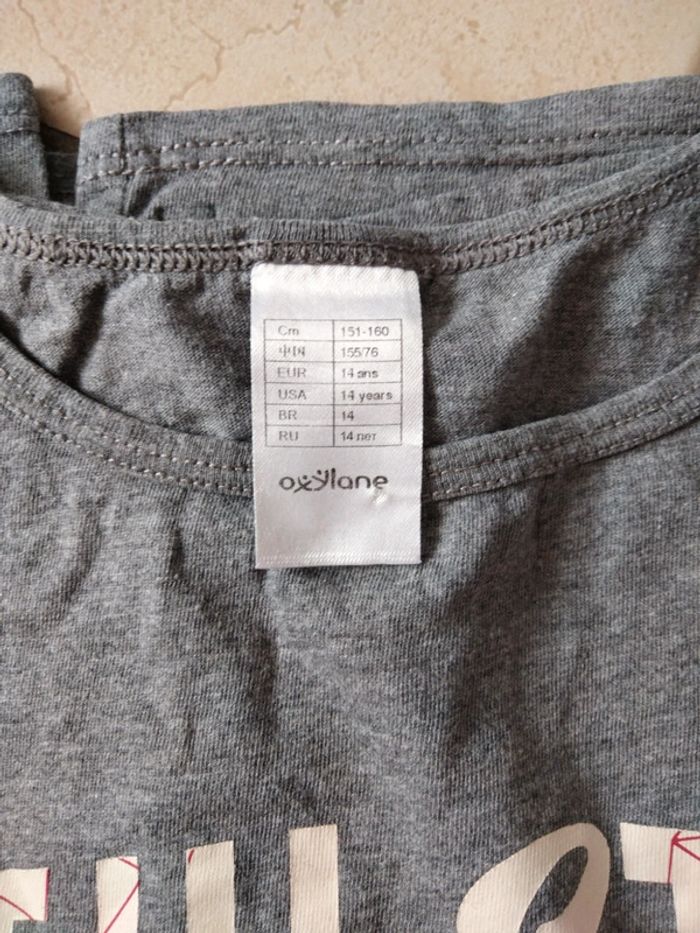 Cm 151-160
中国 155/76
EUR 14 ans
USA 14 years
BR 14
RU 14 лет
oxylane